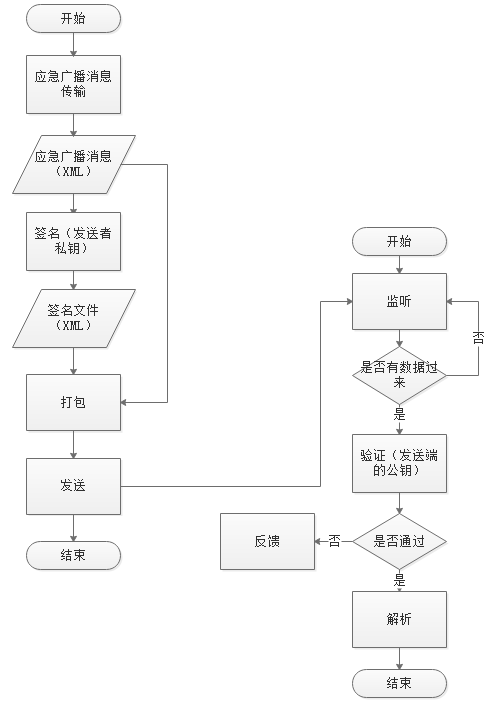 开始
应急广播消息
传输
应急广播消息
（XML）
签名（发送者
私钥）
签名文件
（XML）
打包
发送
结束
开始
监听
否
是否有数据过
来
是
验证（发送端
的公钥）
是否通过
否
反馈
是
解析
结束